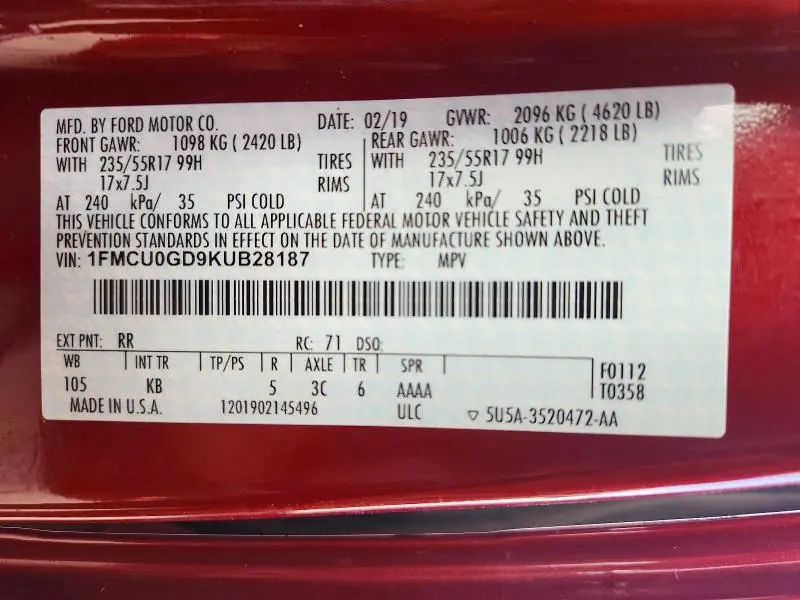 MFD. BY FORD MOTOR CO. DATE: 02/19 GVWR: 2096 KG ( 4620 LB)
FRONT GAWR: 1098 KG ( 2420 LB) REAR GAWR: 1006 KG ( 2218 LB)
WITH 235/55R17 99H TIRES WITH 235/55R17 99H TIRES
17x7.5J RIMS 17x7.5J RIMS
AT 240 kPa/ 35 PSI COLD AT 240 kPa/ 35 PSI COLD
THIS VEHICLE CONFORMS TO ALL APPLICABLE FEDERAL MOTOR VEHICLE SAFETY AND THEFT
PREVENTION STANDARDS IN EFFECT ON THE DATE OF MANUFACTURE SHOWN ABOVE.
VIN: 1FMCU0GD9KUB28187 TYPE: MPV
EXT PNT: RR RC: 71 DSO:
WB INT TR TP/PS R AXLE TR SPR F0112
105 KB 5 3C 6 AAAA T0358
MADE IN U.S.A. 1201902145496 ULC ▽ 5U5A-3520472-AA